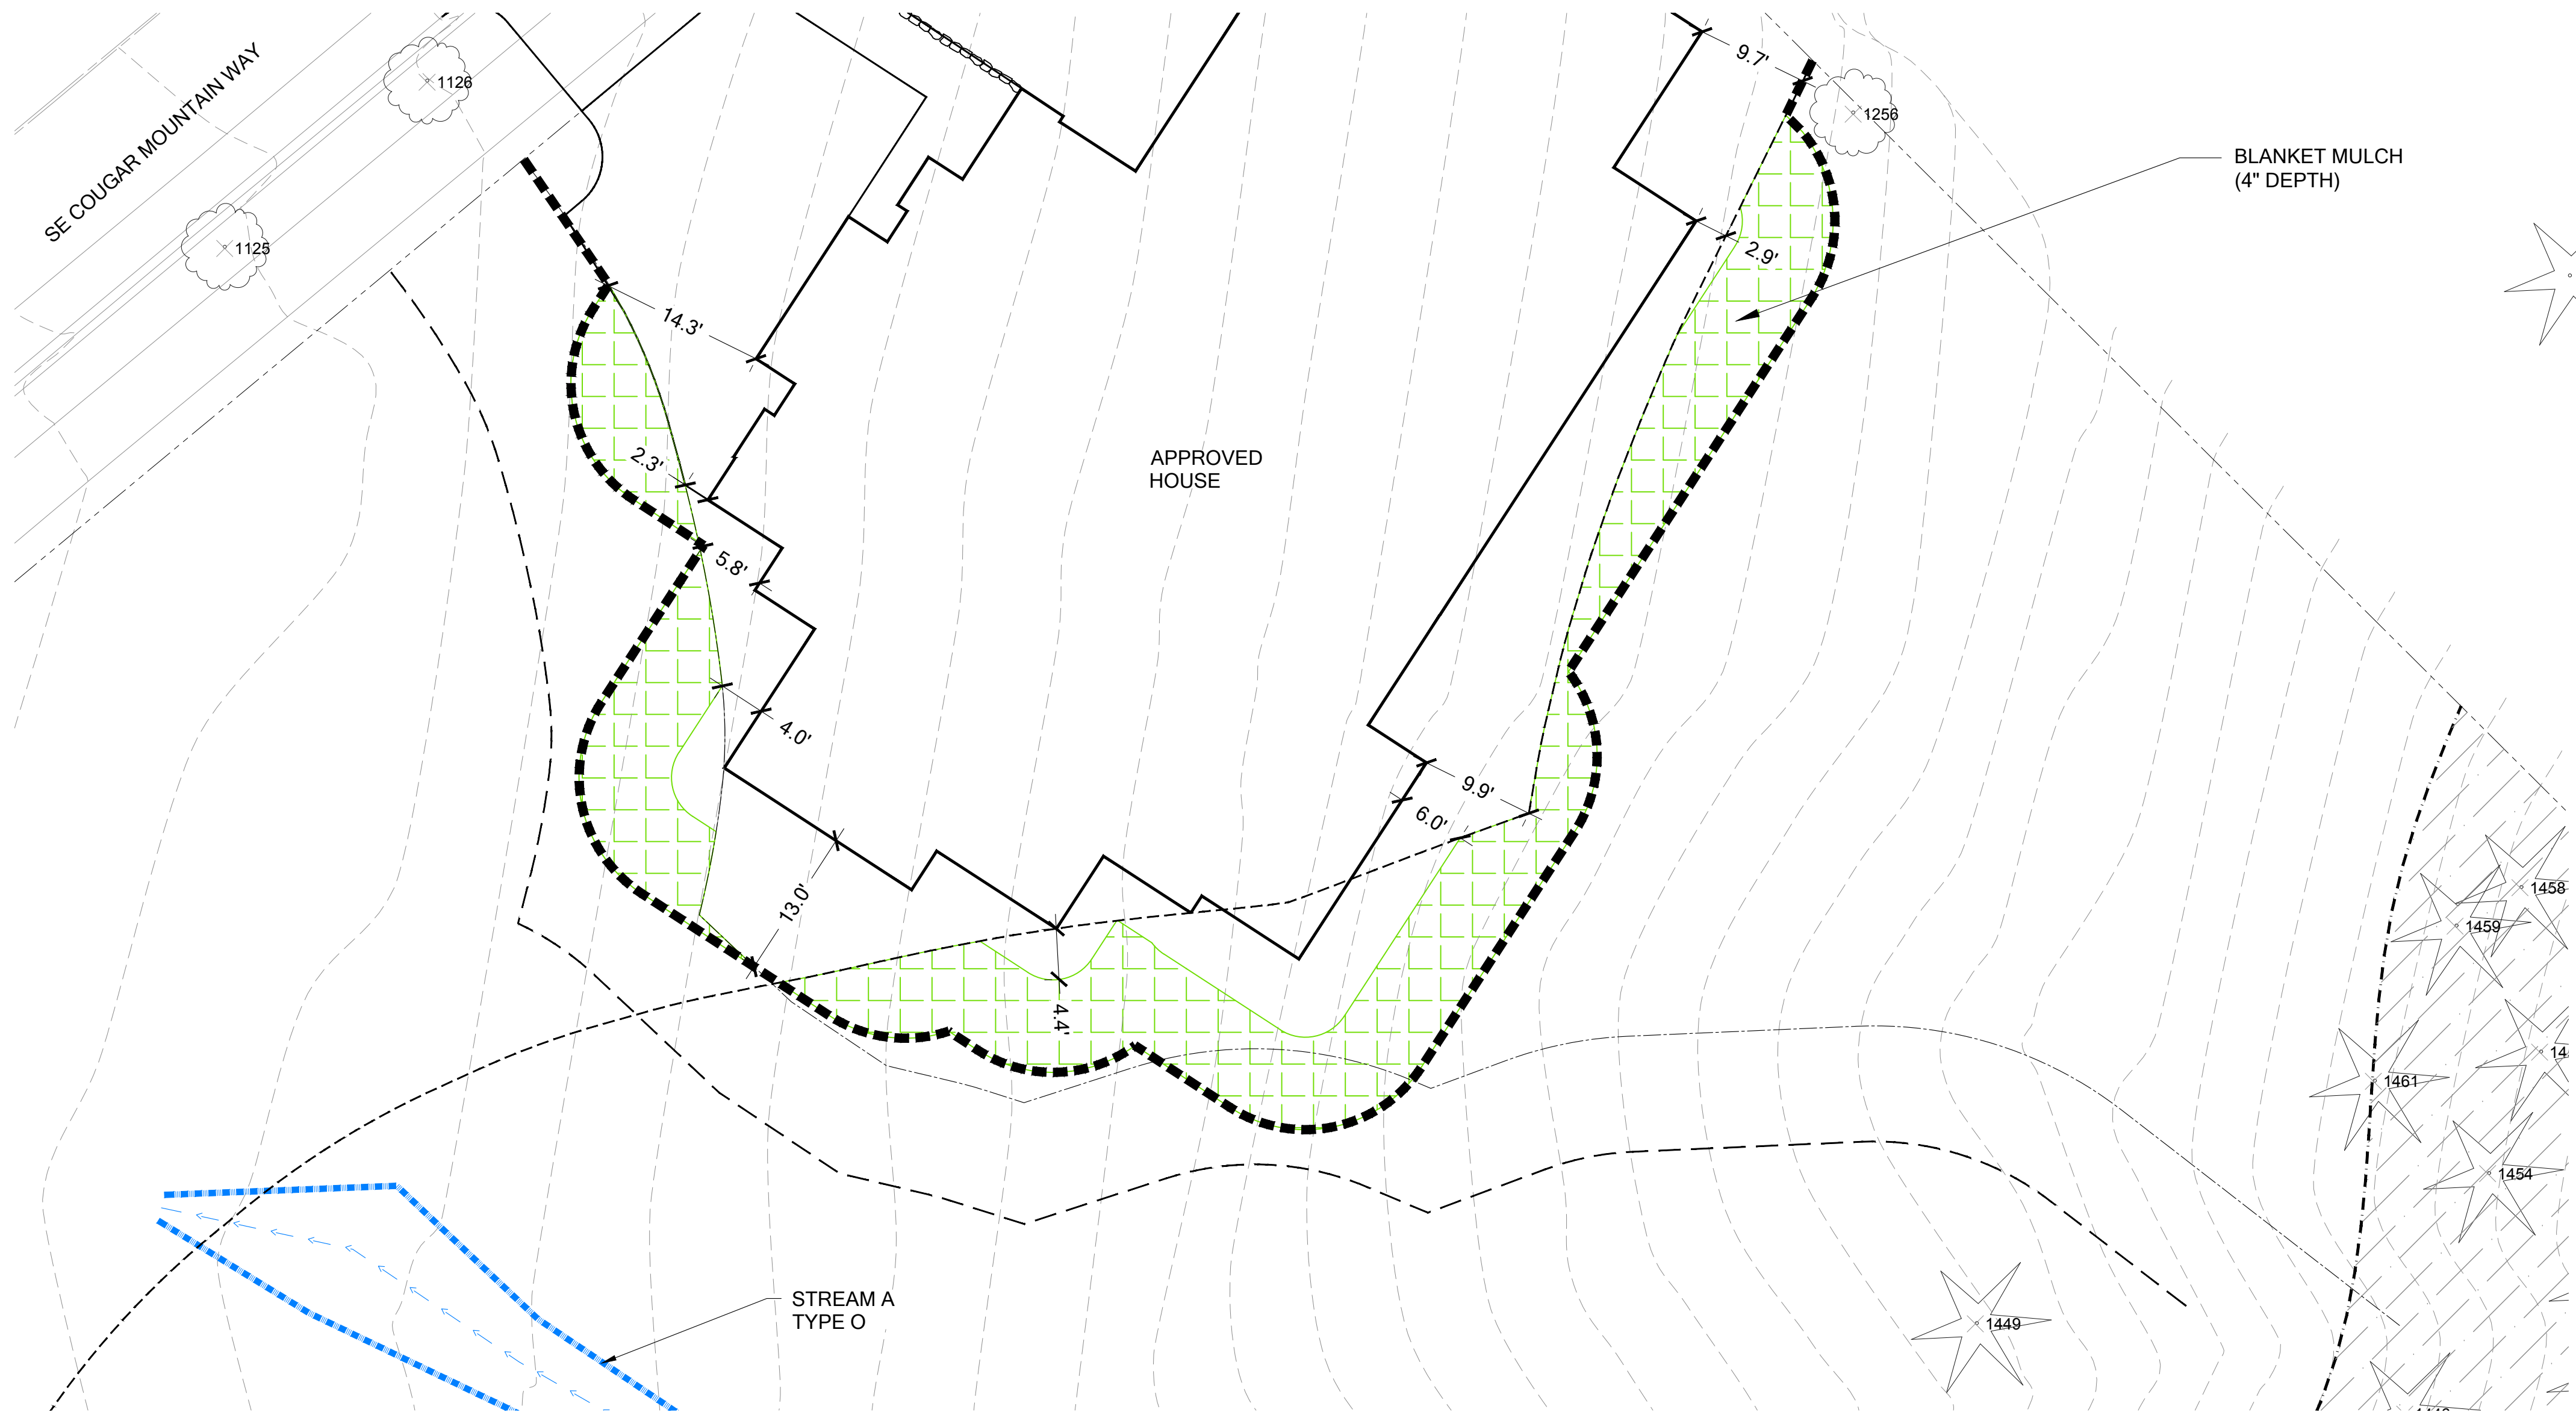 SE COUGAR MOUNTAIN WAY
1126
1125
9.7'
1256
BLANKET MULCH
(4" DEPTH)
2.9'
14.3'
2.3'
APPROVED
HOUSE
5.8'
4.0'
9.9'
6.0'
13.0'
4.4'
1458
1459
1461
1454
STREAM A
TYPE O
1449